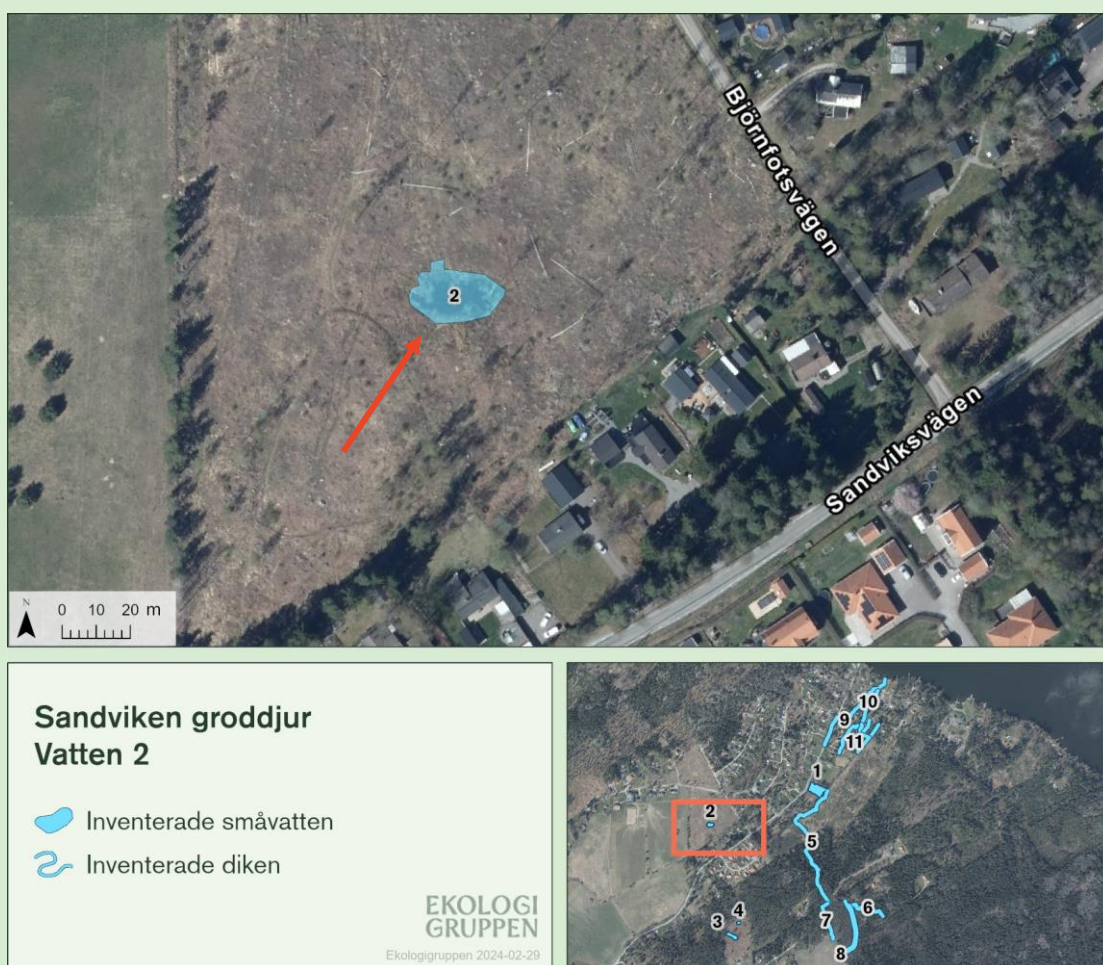 Björnfotsvägen
2
Sandviksvägen
N
0 10 20 m
Sandviken groddjur
Vatten 2
Inventerade småvatten
Inventerade diken
EKOLOGI
GRUPPEN
Ekologigruppen 2024-02-29
10
9
11
1
2
5
4
3
6
7
8